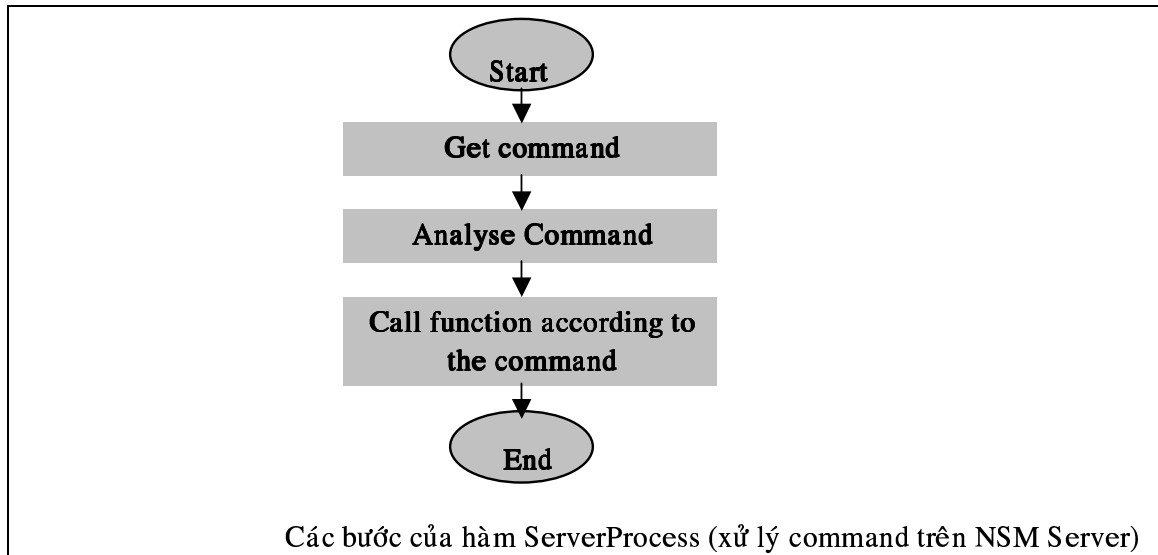 Start
Get command
Analyse Command
Call function according to
the command
End
Các bước của hàm ServerProcess (xử lý command trên NSM Server)